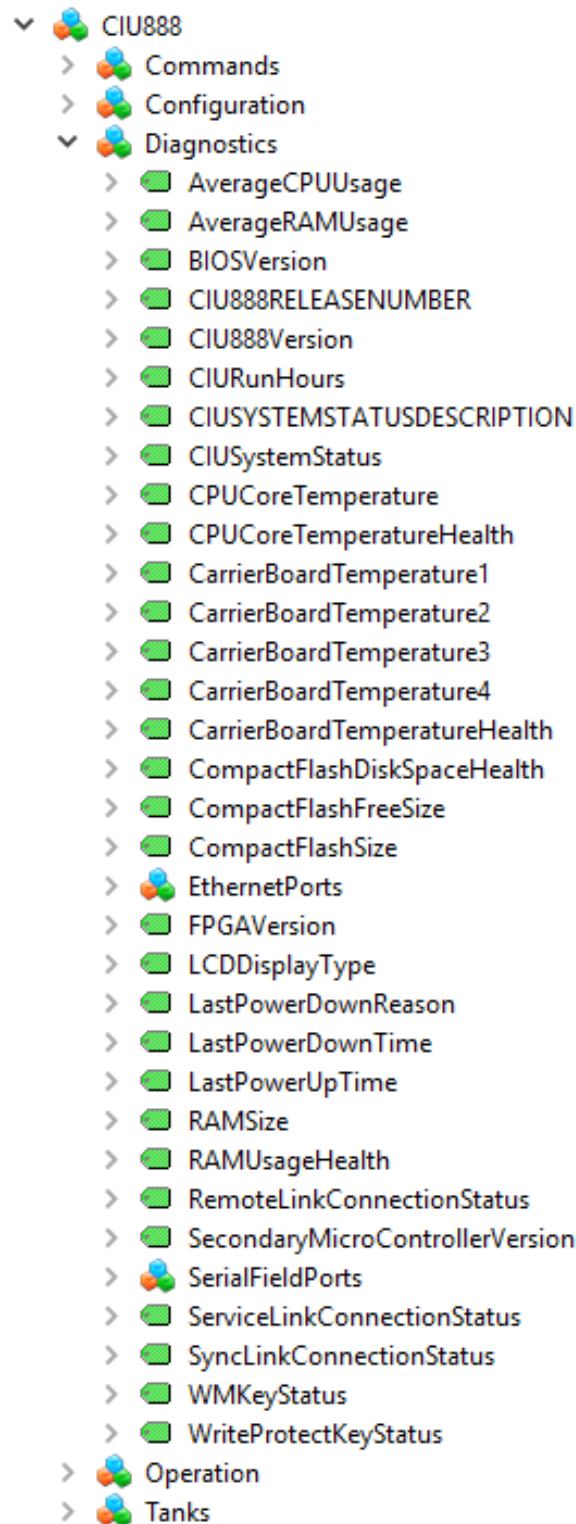 CIU888
Commands
Configuration
Diagnostics
AverageCPUUsage
AverageRAMUsage
BIOSVersion
CIU888RELEASENUMBER
CIU888Version
CIURunHours
CIUSYSTEMSTATUSDESCRIPTION
CIUSystemStatus
CPUCoreTemperature
CPUCoreTemperatureHealth
CarrierBoardTemperature1
CarrierBoardTemperature2
CarrierBoardTemperature3
CarrierBoardTemperature4
CarrierBoardTemperatureHealth
CompactFlashDiskSpaceHealth
CompactFlashFreeSize
CompactFlashSize
EthernetPorts
FPGAVersion
LCDDisplayType
LastPowerDownReason
LastPowerDownTime
LastPowerUpTime
RAMSize
RAMUsageHealth
RemoteLinkConnectionStatus
SecondaryMicroControllerVersion
SerialFieldPorts
ServiceLinkConnectionStatus
SyncLinkConnectionStatus
WMKeyStatus
WriteProtectKeyStatus
Operation
Tanks